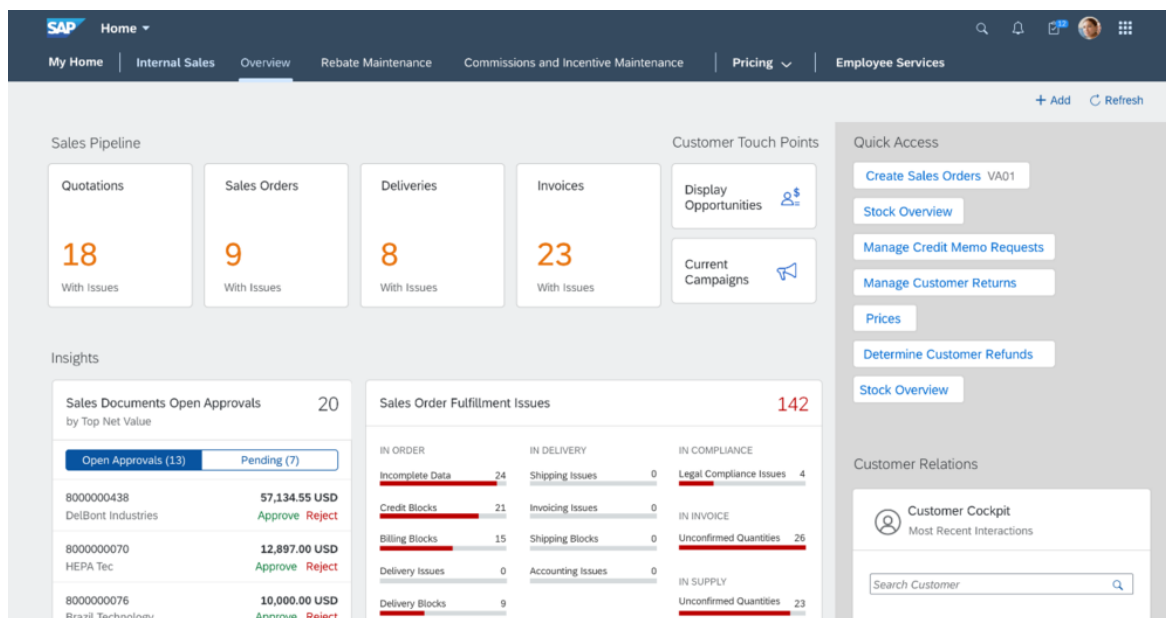 SAP Home
12
My Home Internal Sales Overview Rebate Maintenance Commissions and Incentive Maintenance Pricing Employee Services
+ Add Refresh
Sales Pipeline
Quotations
18
With Issues
Sales Orders
9
With Issues
Deliveries
8
With Issues
Invoices
23
With Issues
Customer Touch Points
Display
Opportunities
Current
Campaigns
Quick Access
Create Sales Orders VA01
Stock Overview
Manage Credit Memo Requests
Manage Customer Returns
Prices
Determine Customer Refunds
Stock Overview
Insights
Sales Documents Open Approvals 20
by Top Net Value
Open Approvals (13) Pending (7)
8000000438 57,134.55 USD
DelBont Industries Approve Reject
8000000070 12,897.00 USD
HEPA Tec Approve Reject
8000000076 10,000.00 USD
Brazil Technology Approve Reject
Sales Order Fulfillment Issues 142
IN ORDER
Incomplete Data 24
Credit Blocks 21
Billing Blocks 15
Delivery Issues 0
Delivery Blocks 9
IN DELIVERY
Shipping Issues 0
Invoicing Issues 0
Shipping Blocks 0
Accounting Issues 0
IN COMPLIANCE
Legal Compliance Issues 4
IN INVOICE
Unconfirmed Quantities 26
IN SUPPLY
Unconfirmed Quantities 23
Customer Relations
Customer Cockpit
Most Recent Interactions
Search Customer